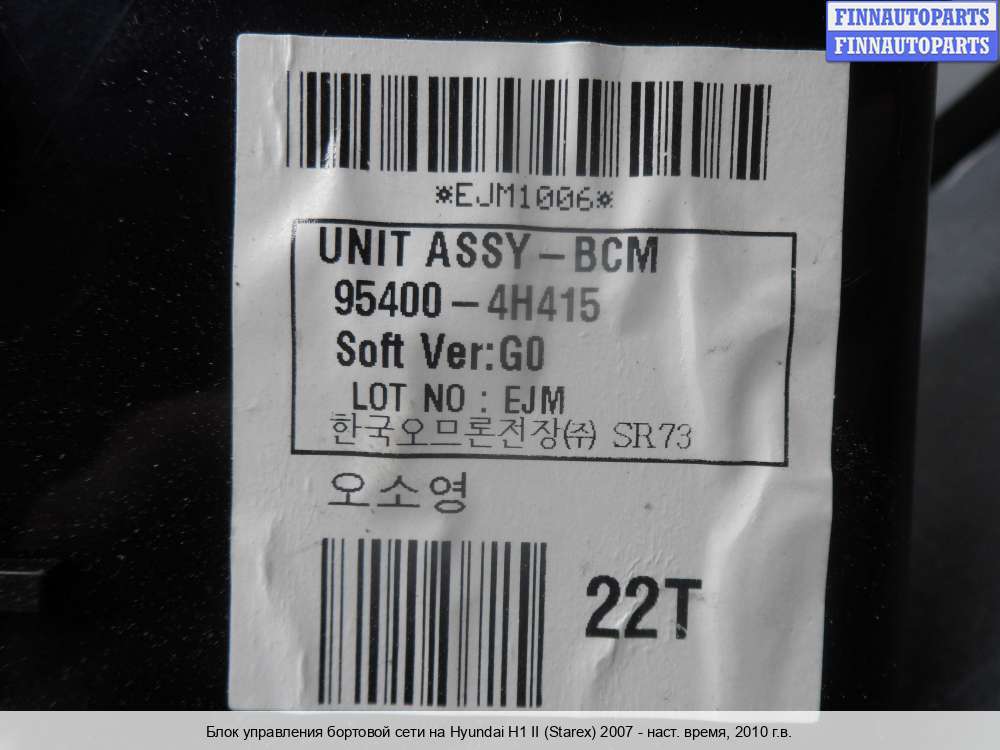 FINNAUTOPARTS
FINNAUTOPARTS
*EJM1006*
UNIT ASSY-BCM
95400-4H415
Soft Ver:G0
LOT NO : EJM
한국오므론전장㈜ SR73
오소영
22T
Блок управления бортовой сети на Hyundai H1 II (Starex) 2007 - наст. время, 2010 г.в.